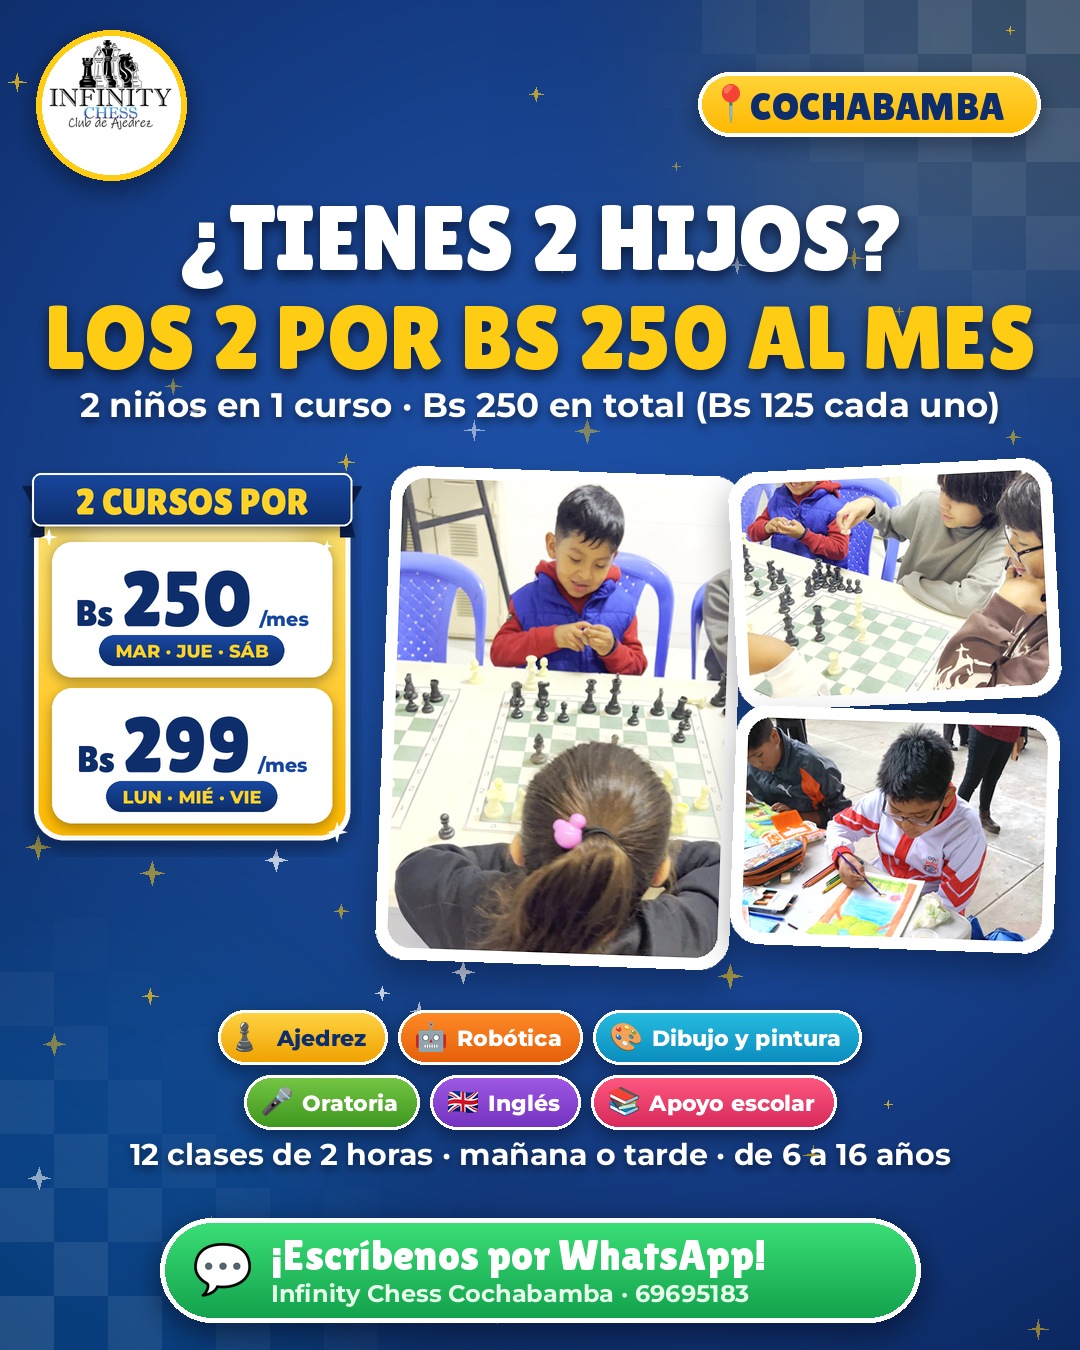 INFINITY
CHESS
Club de Ajedrez
COCHABAMBA
¿TIENES 2 HIJOS?
LOS 2 POR BS 250 AL MES
2 niños en 1 curso · Bs 250 en total (Bs 125 cada uno)
2 CURSOS POR
Bs 250 /mes
MAR · JUE · SÁB
Bs 299 /mes
LUN · MIÉ · VIE
Ajedrez
Robótica
Dibujo y pintura
Oratoria
Inglés
Apoyo escolar
12 clases de 2 horas · mañana o tarde · de 6 a 16 años
¡Escríbenos por WhatsApp!
Infinity Chess Cochabamba · 69695183